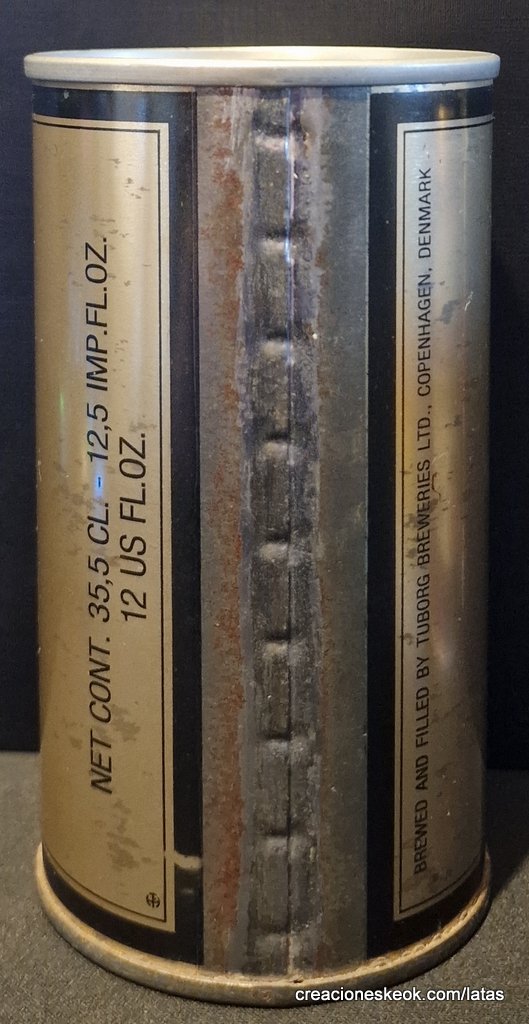 NET CONT. 35,5 CL. - 12,5 IMP.FL.OZ.
12 US FL.OZ.
BREWED AND FILLED BY TUBORG BREWERIES LTD., COPENHAGEN, DENMARK
creacioneskeok.com/latas